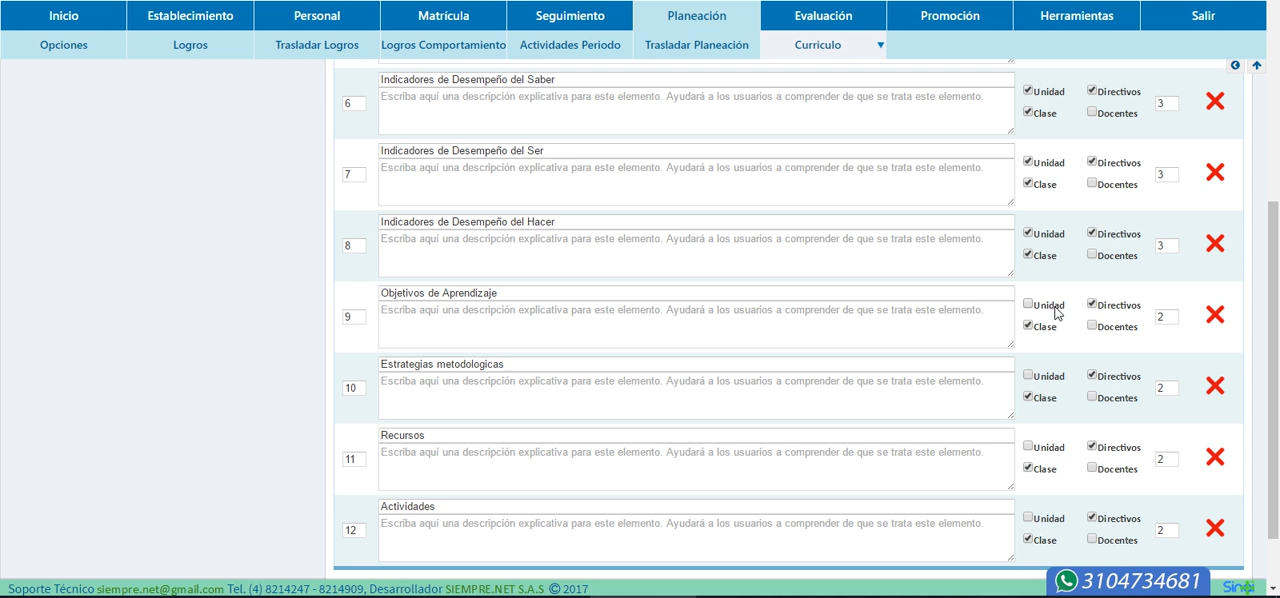 Inicio Establecimiento Personal Matrícula Seguimiento Planeación Evaluación Promoción Herramientas Salir
Opciones Logros Trasladar Logros Logros Comportamiento Actividades Periodo Trasladar Planeación Curriculo
Indicadores de Desempeño del Saber
6 Escriba aquí una descripción explicativa para este elemento. Ayudará a los usuarios a comprender de que se trata este elemento. Unidad Directivos 3
Clase Docentes
Indicadores de Desempeño del Ser
7 Escriba aquí una descripción explicativa para este elemento. Ayudará a los usuarios a comprender de que se trata este elemento. Unidad Directivos 3
Clase Docentes
Indicadores de Desempeño del Hacer
8 Escriba aquí una descripción explicativa para este elemento. Ayudará a los usuarios a comprender de que se trata este elemento. Unidad Directivos 3
Clase Docentes
Objetivos de Aprendizaje
9 Escriba aquí una descripción explicativa para este elemento. Ayudará a los usuarios a comprender de que se trata este elemento. Unidad Directivos 2
Clase Docentes
Estrategias metodologicas
10 Escriba aquí una descripción explicativa para este elemento. Ayudará a los usuarios a comprender de que se trata este elemento. Unidad Directivos 2
Clase Docentes
Recursos
11 Escriba aquí una descripción explicativa para este elemento. Ayudará a los usuarios a comprender de que se trata este elemento. Unidad Directivos 2
Clase Docentes
Actividades
12 Escriba aquí una descripción explicativa para este elemento. Ayudará a los usuarios a comprender de que se trata este elemento. Unidad Directivos 2
Clase Docentes
Soporte Técnico siempre.net@gmail.com Tel. (4) 8214247 - 8214909, Desarrollador SIEMPRE.NET S.A.S © 2017 3104734681